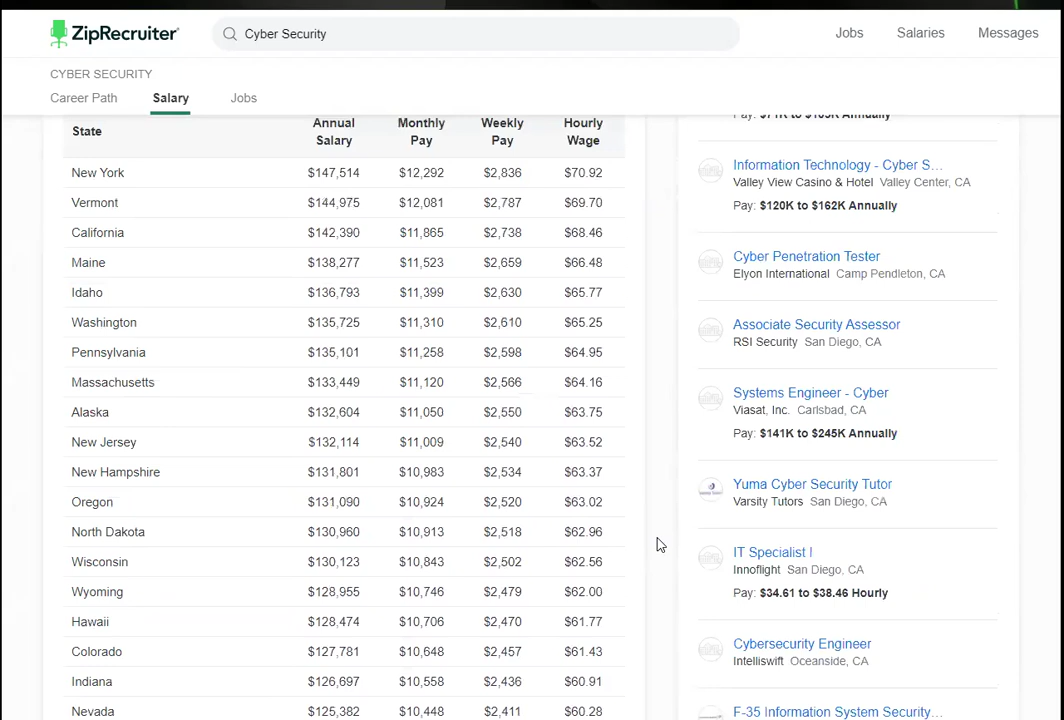 ZipRecruiter
Cyber Security
Jobs
Salaries
Messages
CYBER SECURITY
Career Path
Salary
Jobs
State Annual Salary Monthly Pay Weekly Pay Hourly Wage
New York $147,514 $12,292 $2,836 $70.92
Vermont $144,975 $12,081 $2,787 $69.70
California $142,390 $11,865 $2,738 $68.46
Maine $138,277 $11,523 $2,659 $66.48
Idaho $136,793 $11,399 $2,630 $65.77
Washington $135,725 $11,310 $2,610 $65.25
Pennsylvania $135,101 $11,258 $2,598 $64.95
Massachusetts $133,449 $11,120 $2,566 $64.16
Alaska $132,604 $11,050 $2,550 $63.75
New Jersey $132,114 $11,009 $2,540 $63.52
New Hampshire $131,801 $10,983 $2,534 $63.37
Oregon $131,090 $10,924 $2,520 $63.02
North Dakota $130,960 $10,913 $2,518 $62.96
Wisconsin $130,123 $10,843 $2,502 $62.56
Wyoming $128,955 $10,746 $2,479 $62.00
Hawaii $128,474 $10,706 $2,470 $61.77
Colorado $127,781 $10,648 $2,457 $61.43
Indiana $126,697 $10,558 $2,436 $60.91
Nevada $125,382 $10,448 $2,411 $60.28
Annually
Information Technology - Cyber S...
Valley View Casino & Hotel Valley Center, CA
Pay: $120K to $162K Annually
Cyber Penetration Tester
Elyon International Camp Pendleton, CA
Associate Security Assessor
RSI Security San Diego, CA
Systems Engineer - Cyber
Viasat, Inc. Carlsbad, CA
Pay: $141K to $245K Annually
Yuma Cyber Security Tutor
Varsity Tutors San Diego, CA
IT Specialist I
Innoflight San Diego, CA
Pay: $34.61 to $38.46 Hourly
Cybersecurity Engineer
Intelliswift Oceanside, CA
F-35 Information System Security...